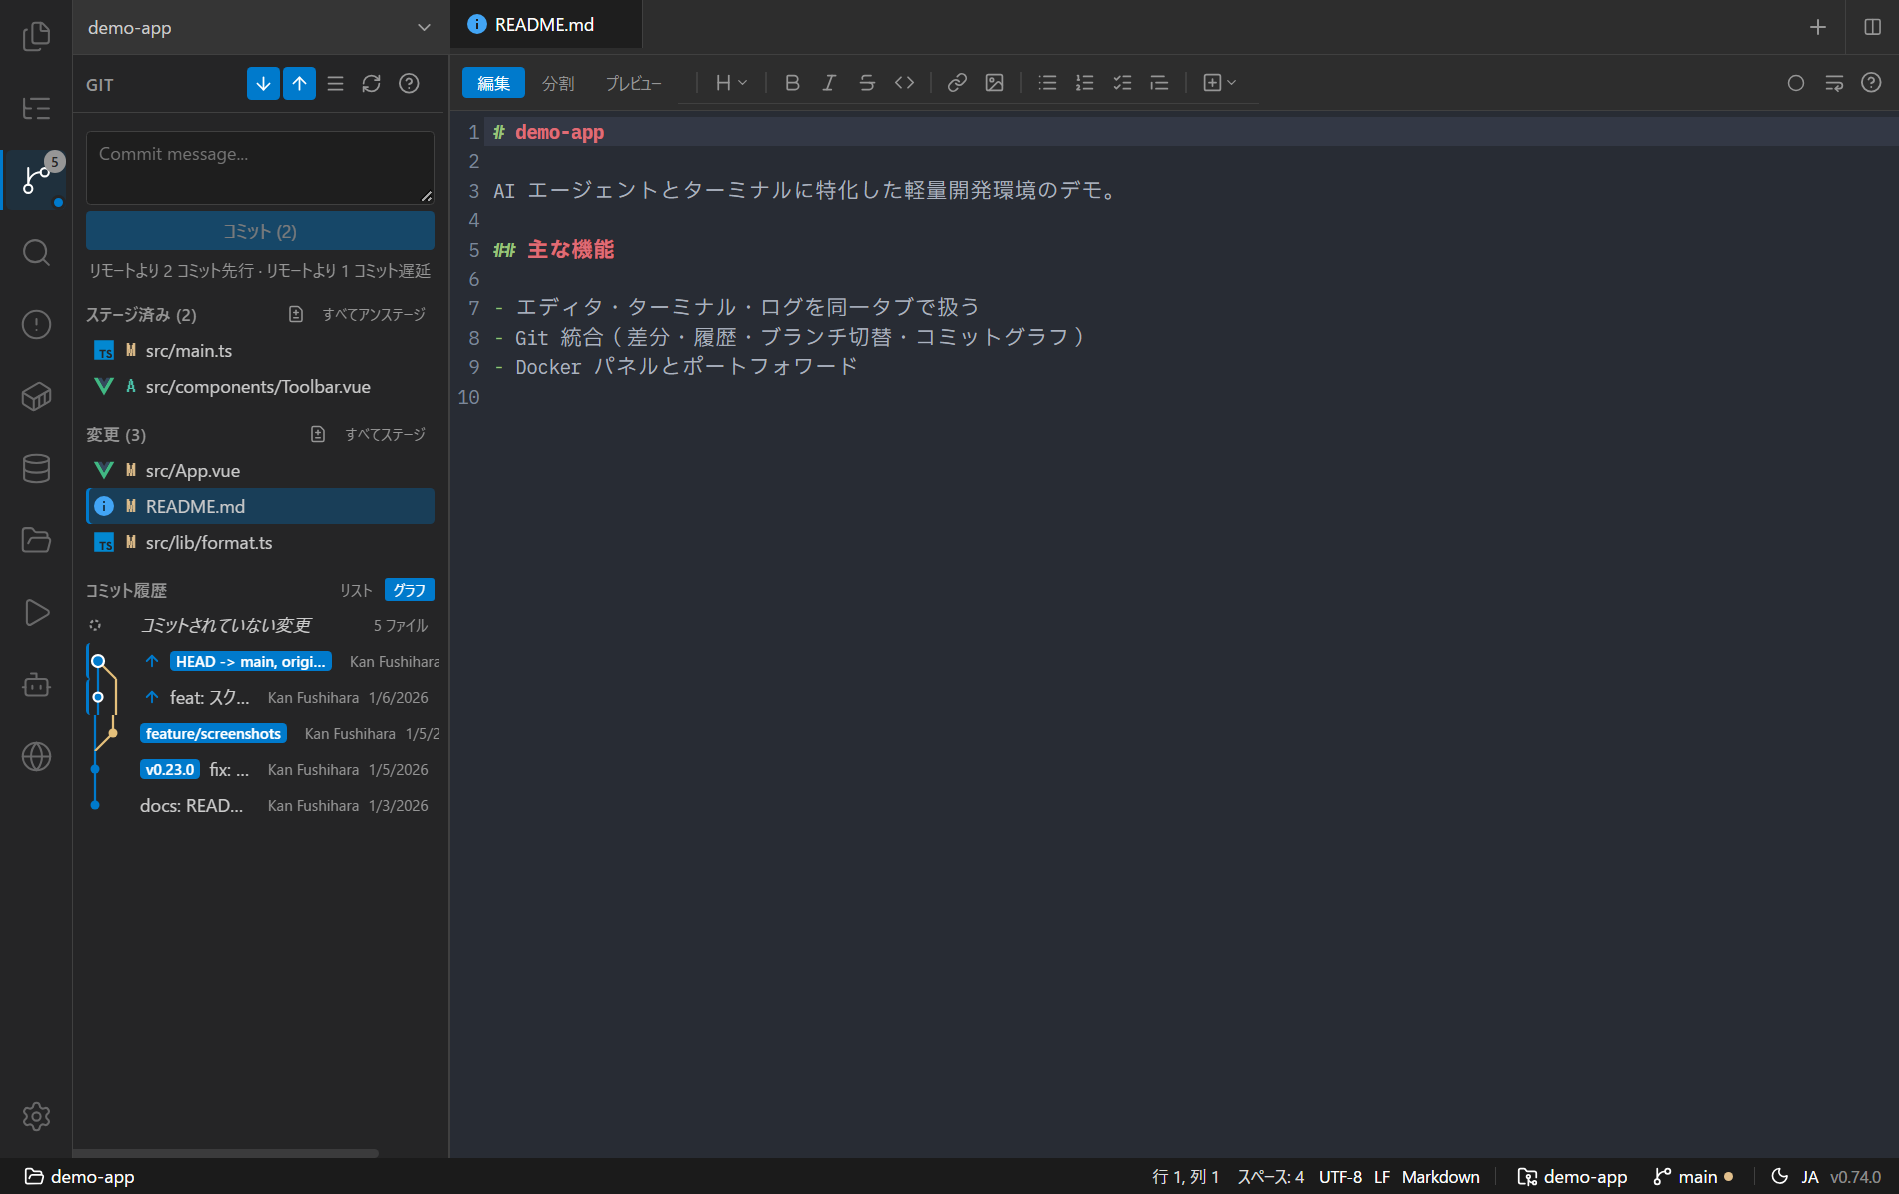 demo-app
README.md
GIT
編集 分割 プレビュー
5
Commit message...
コミット (2)
リモートより 2 コミット先行 · リモートより 1 コミット遅延
ステージ済み (2) すべてアンステージ
M src/main.ts
A src/components/Toolbar.vue
変更 (3) すべてステージ
M src/App.vue
M README.md
M src/lib/format.ts
コミット履歴 リスト グラフ
コミットされていない変更 5 ファイル
HEAD -> main, origi... Kan Fushihara
feat: スク... Kan Fushihara 1/6/2026
feature/screenshots Kan Fushihara 1/5/2
v0.23.0 fix: ... Kan Fushihara 1/5/2026
docs: READ... Kan Fushihara 1/3/2026
1 # demo-app
2
3 AI エージェントとターミナルに特化した軽量開発環境のデモ。
4
5 ## 主な機能
6
7 - エディタ・ターミナル・ログを同一タブで扱う
8 - Git 統合（差分・履歴・ブランチ切替・コミットグラフ）
9 - Docker パネルとポートフォワード
10
demo-app
行 1, 列 1 スペース: 4 UTF-8 LF Markdown demo-app main JA v0.74.0